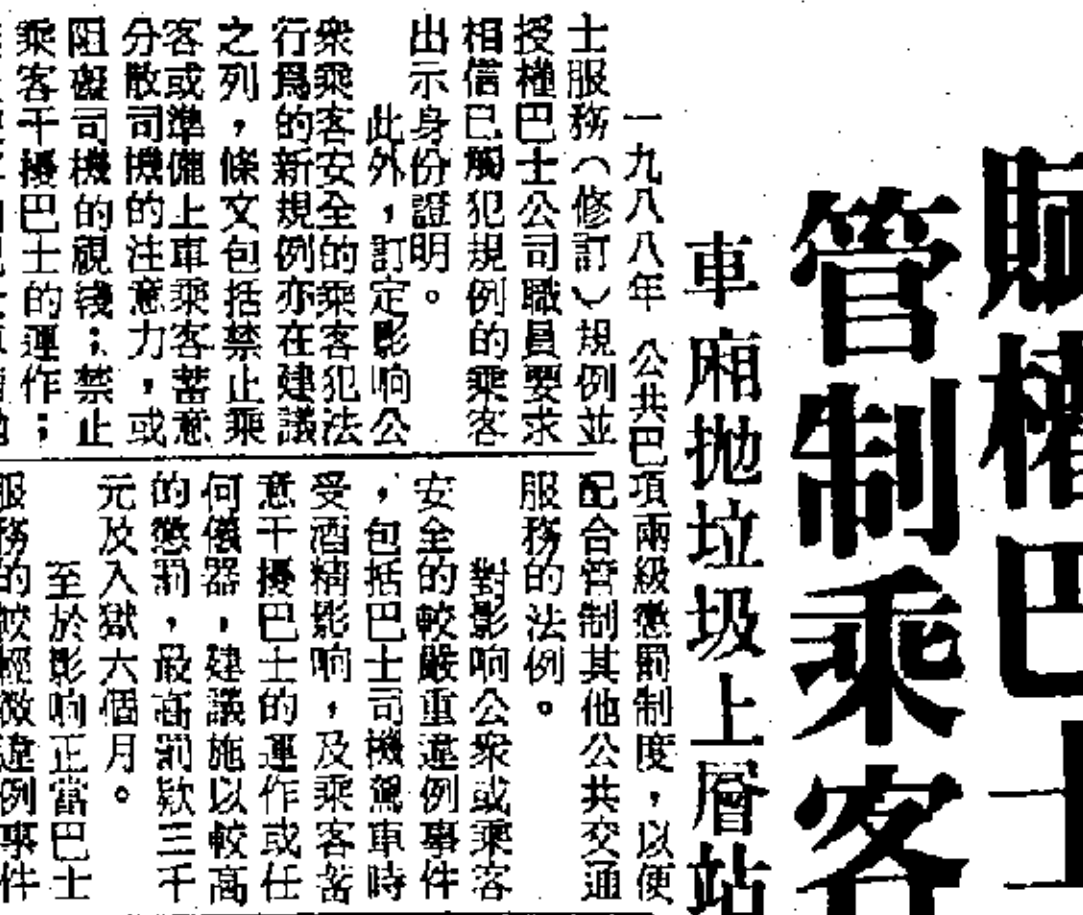 賦權巴士
管制乘客
車廂拋垃圾上層站
一九八八年公共巴
士服務（修訂）規例並
授權巴士公司職員要求
相信已觸犯規例的乘客
出示身份證明。
此外，訂定影响公
衆乘客安全的乘客犯法
行爲的新規例亦在建議
之列，條文包括禁止乘
客或準備上車乘客蓄意
分散司機的注意力，或
阻礙司機的視綫；禁止
乘客干擾巴士的運作；
項兩級懲罰制度，以便
配合管制其他公共交通
服務的法例。
對影响公衆或乘客
安全的較嚴重違例事件
，包括巴士司機駕車時
受酒精影响，及乘客蓄
意干擾巴士的運作或任
何儀器，建議施以較高
的懲罰，最高罰欵三千
元及入獄六個月。
至於影响正當巴士
服務的較輕微違例事件